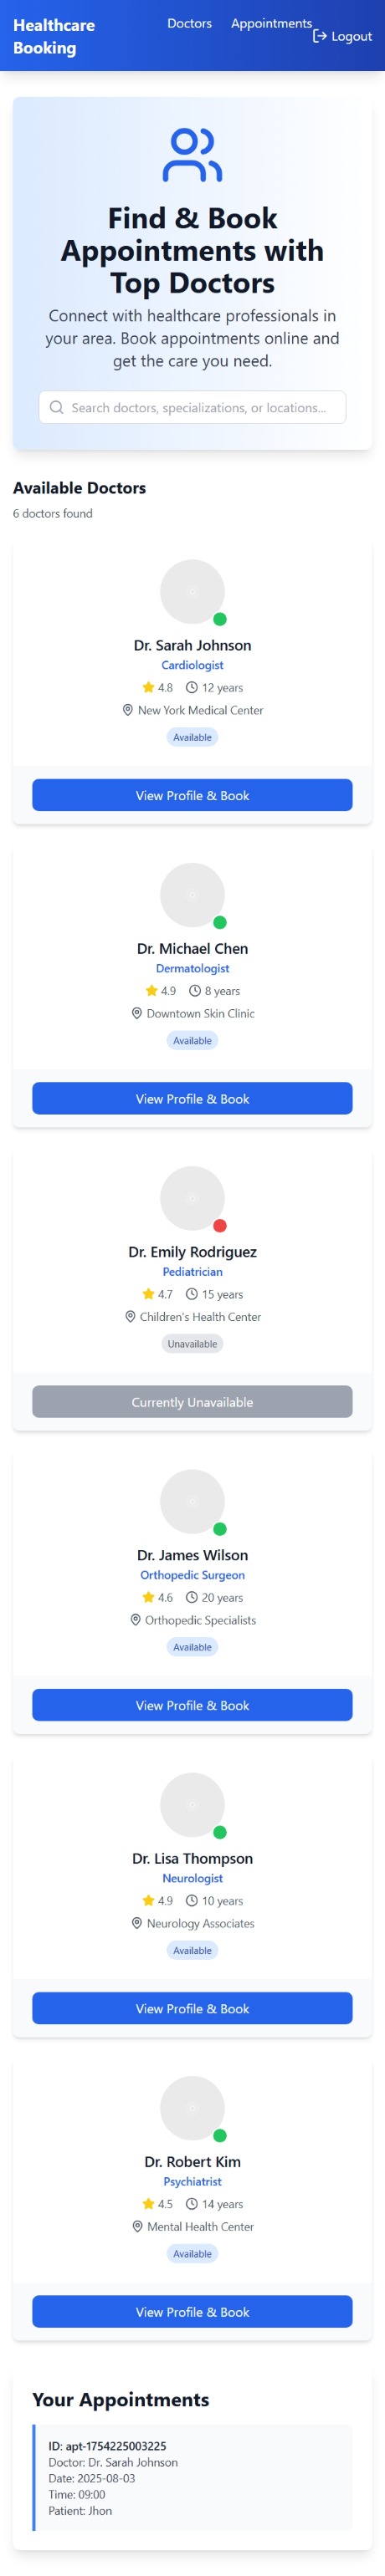 Healthcare
Booking
Doctors
Appointments
Logout
Find & Book
Appointments with
Top Doctors
Connect with healthcare professionals in
your area. Book appointments online and
get the care you need.
Search doctors, specializations, or locations...
Available Doctors
6 doctors found
Dr. Sarah Johnson
Cardiologist
4.8 12 years
New York Medical Center
Available
View Profile & Book
Dr. Michael Chen
Dermatologist
4.9 8 years
Downtown Skin Clinic
Available
View Profile & Book
Dr. Emily Rodriguez
Pediatrician
4.7 15 years
Children's Health Center
Unavailable
Currently Unavailable
Dr. James Wilson
Orthopedic Surgeon
4.6 20 years
Orthopedic Specialists
Available
View Profile & Book
Dr. Lisa Thompson
Neurologist
4.9 10 years
Neurology Associates
Available
View Profile & Book
Dr. Robert Kim
Psychiatrist
4.5 14 years
Mental Health Center
Available
View Profile & Book
Your Appointments
ID: apt-1754225003225
Doctor: Dr. Sarah Johnson
Date: 2025-08-03
Time: 09:00
Patient: Jhon